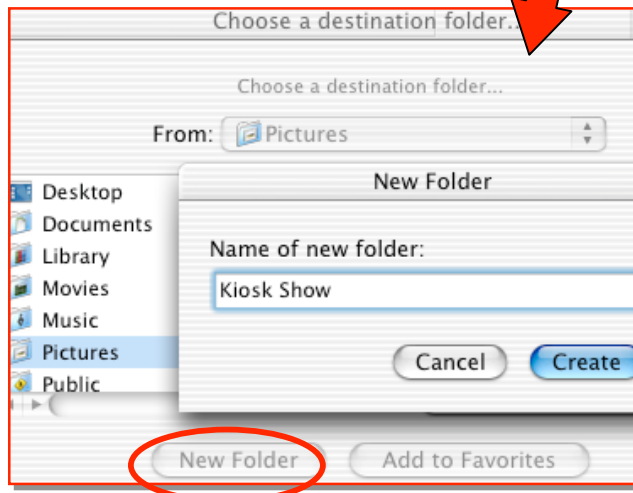 Choose a destination folder...
Choose a destination folder...
From: Pictures
Desktop
Documents
Library
Movies
Music
Pictures
Public
New Folder
Name of new folder:
Kiosk Show
Cancel Create
New Folder Add to Favorites